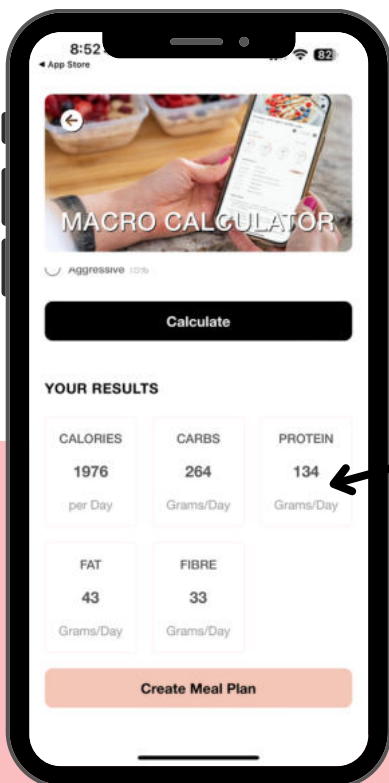 8:52
82
◀ App Store
MACRO CALCULATOR
Aggressive 15%
Calculate
YOUR RESULTS
CALORIES
1976
per Day
CARBS
264
Grams/Day
PROTEIN
134
Grams/Day
FAT
43
Grams/Day
FIBRE
33
Grams/Day
Create Meal Plan